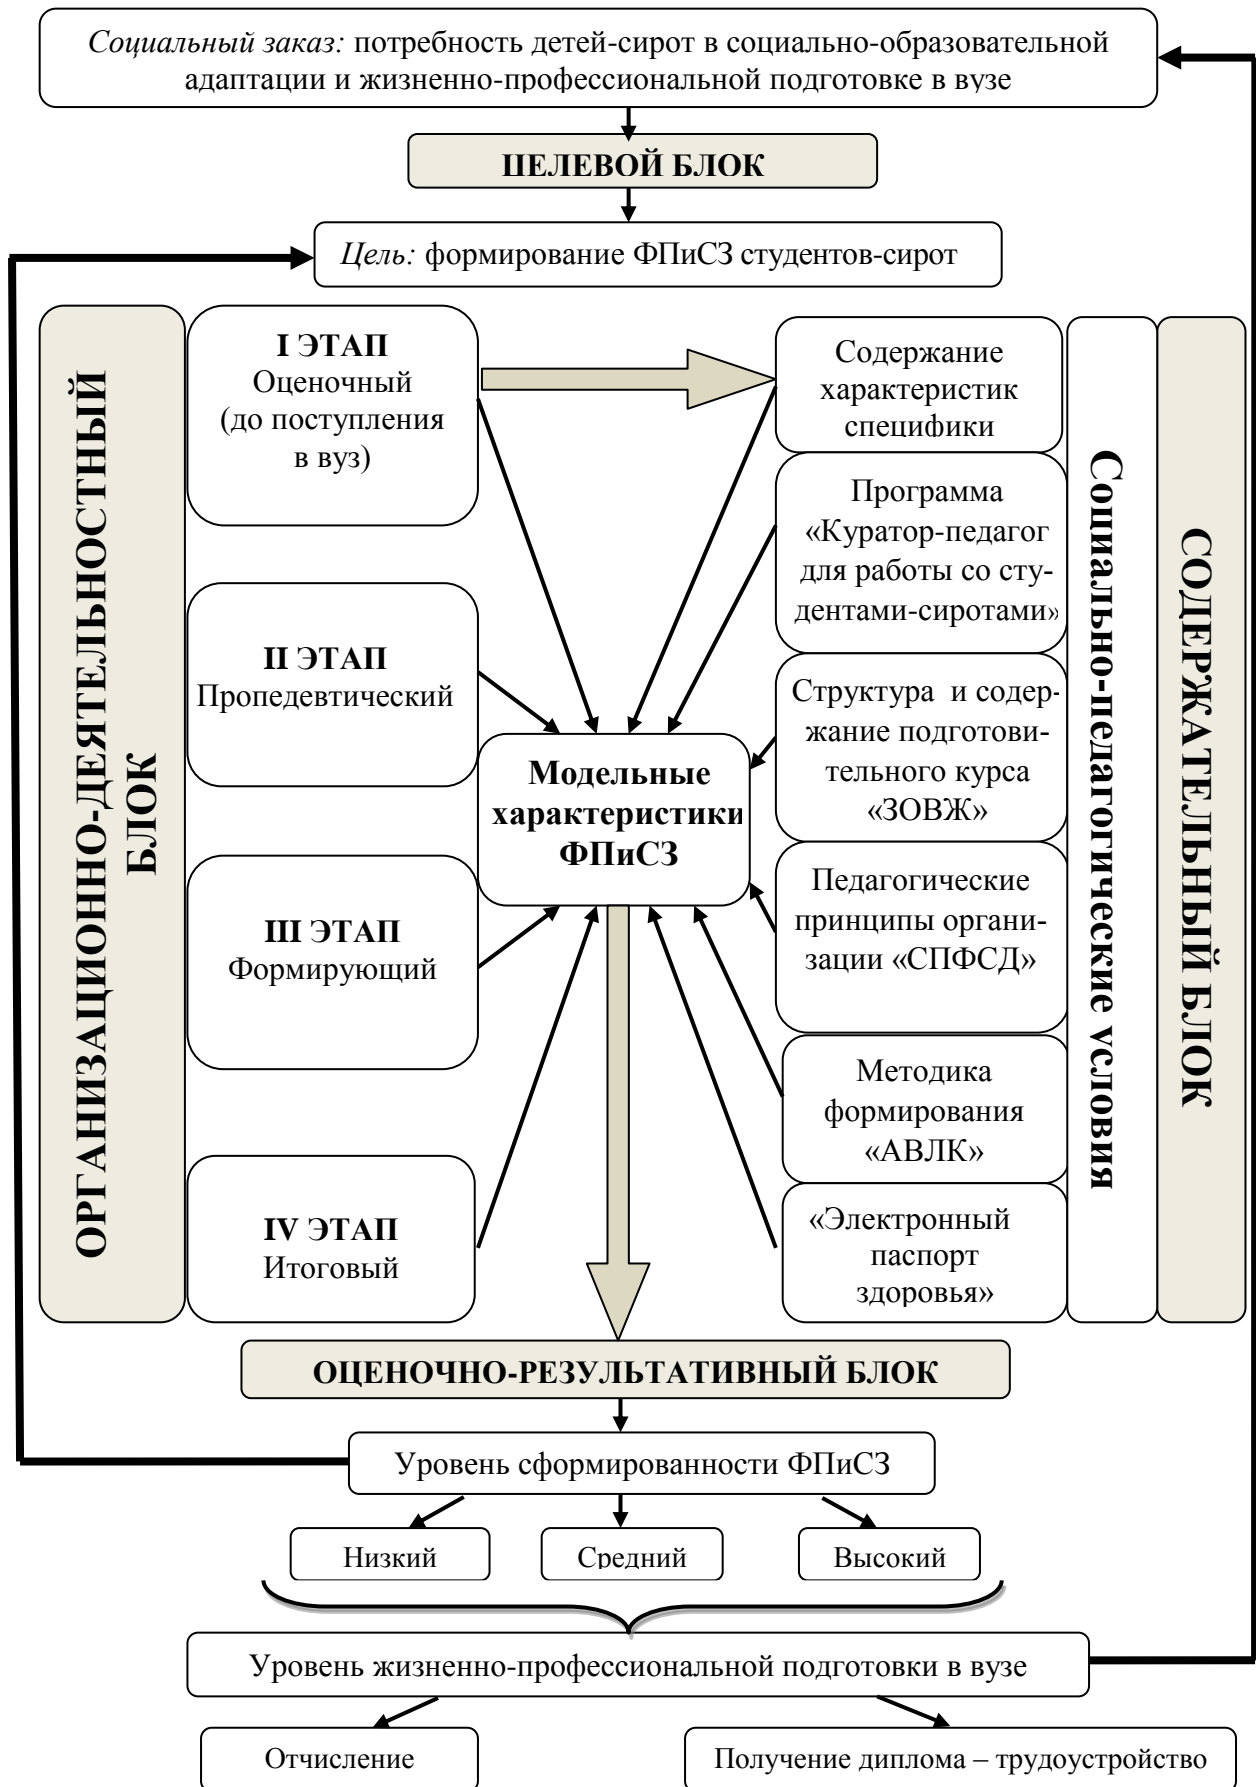 Социальный заказ: потребность детей-сирот в социально-образовательной
адаптации и жизненно-профессиональной подготовке в вузе
ЦЕЛЕВОЙ БЛОК
Цель: формирование ФПиСЗ студентов-сирот
ОРГАНИЗАЦИОННО-ДЕЯТЕЛЬНОСТНЫЙ
БЛОК
I ЭТАП
Оценочный
(до поступления
в вуз)
II ЭТАП
Пропедевтический
III ЭТАП
Формирующий
IV ЭТАП
Итоговый
Модельные
характеристики
ФПиСЗ
Содержание
характеристик
специфики
Программа
«Куратор-педагог
для работы со сту-
дентами-сиротами»
Структура и содер-
жание подготови-
тельного курса
«ЗОВЖ»
Педагогические
принципы органи-
зации «СПФСД»
Методика
формирования
«АВЛК»
«Электронный
паспорт
здоровья»
Социально-педагогические условия
СОДЕРЖАТЕЛЬНЫЙ БЛОК
ОЦЕНОЧНО-РЕЗУЛЬТАТИВНЫЙ БЛОК
Уровень сформированности ФПиСЗ
Низкий
Средний
Высокий
Уровень жизненно-профессиональной подготовки в вузе
Отчисление
Получение диплома – трудоустройство